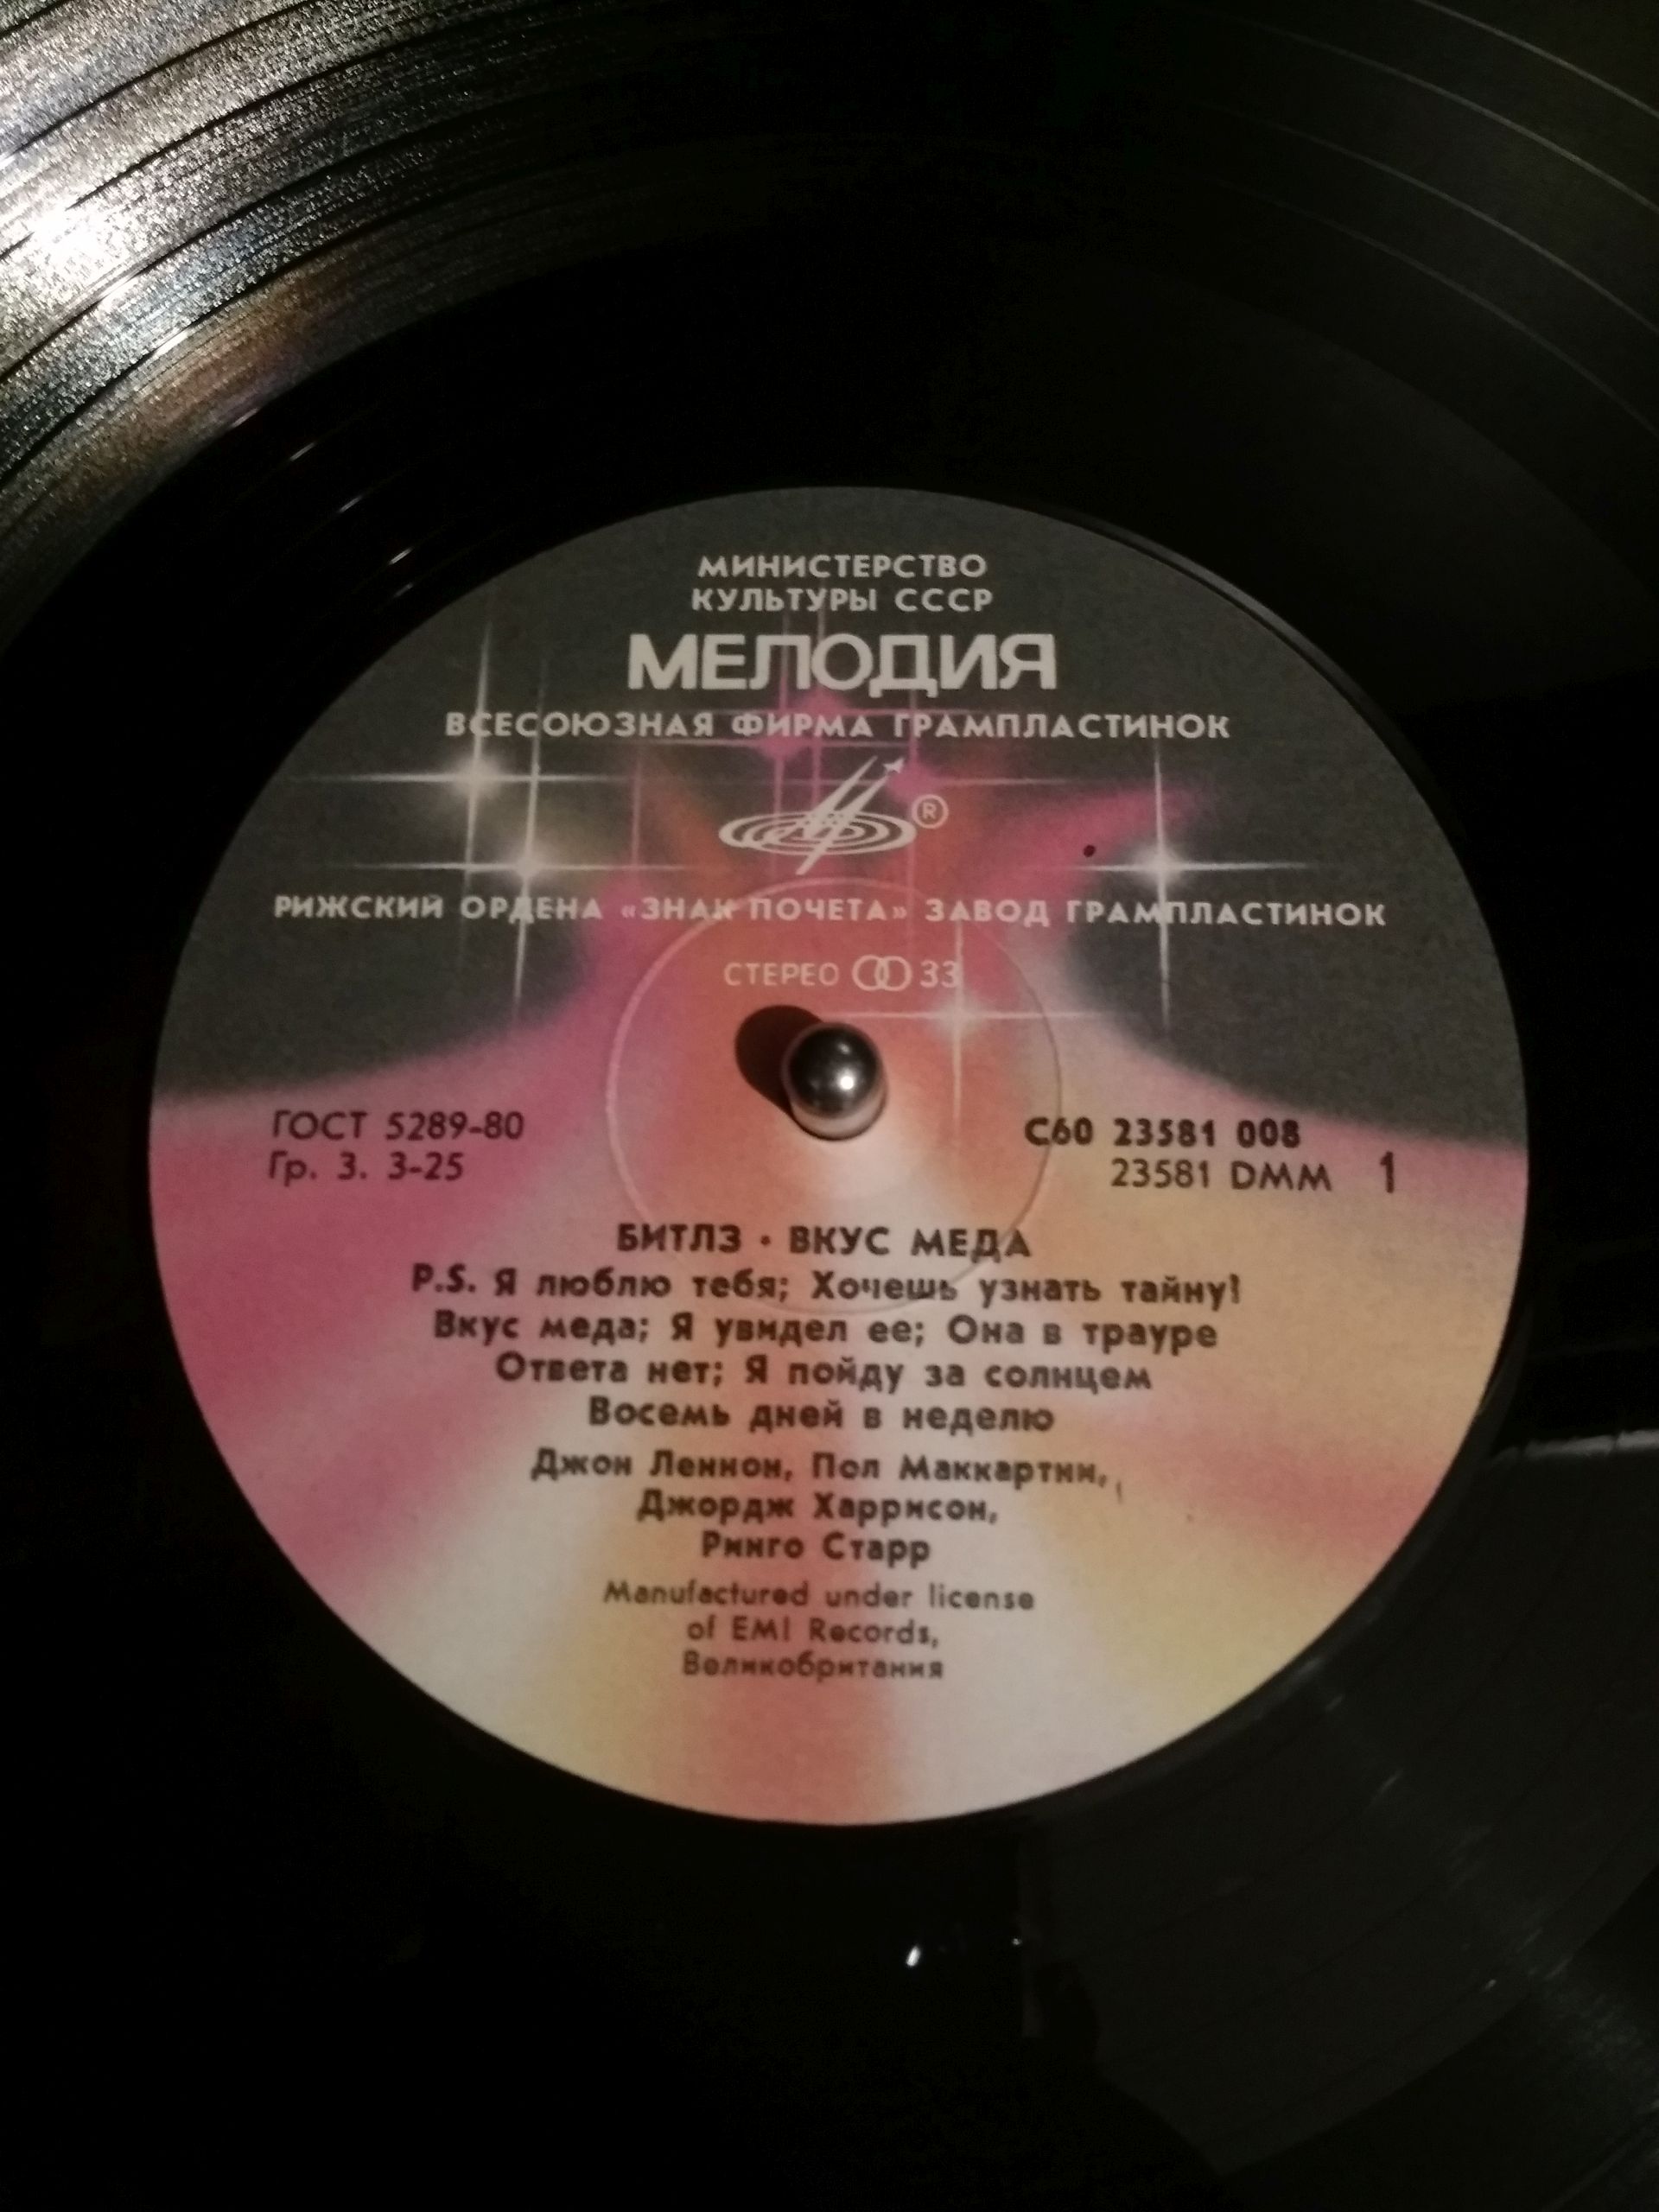 МИНИСТЕРСТВО
КУЛЬТУРЫ СССР
МЕЛОДИЯ
ВСЕСОЮЗНАЯ ФИРМА ГРАМПЛАСТИНОК
®
РИЖСКИЙ ОРДЕНА «ЗНАК ПОЧЕТА» ЗАВОД ГРАМПЛАСТИНОК
СТЕРЕО 33
ГОСТ 5289-80
Гр. 3. 3-25
С60 23581 008
23581 DMM 1
БИТЛЗ · ВКУС МЕДА
P.S. Я люблю тебя; Хочешь узнать тайну!
Вкус меда; Я увидел ее; Она в трауре
Ответа нет; Я пойду за солнцем
Восемь дней в неделю
Джон Леннон, Пол Маккартни,
Джордж Харрисон,
Ринго Старр
Manufactured under license
of EMI Records,
Великобритания